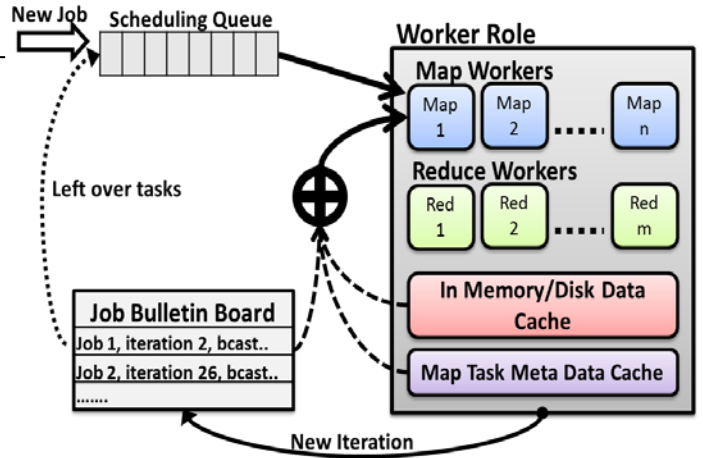 New Job
Scheduling Queue
Worker Role
Map Workers
Map
1
Map
2
Map
n
Left over tasks
Reduce Workers
Red
1
Red
2
Red
m
In Memory/Disk Data
Cache
Map Task Meta Data Cache
Job Bulletin Board
Job 1, iteration 2, bcast..
Job 2, iteration 26, bcast..
.......
New Iteration